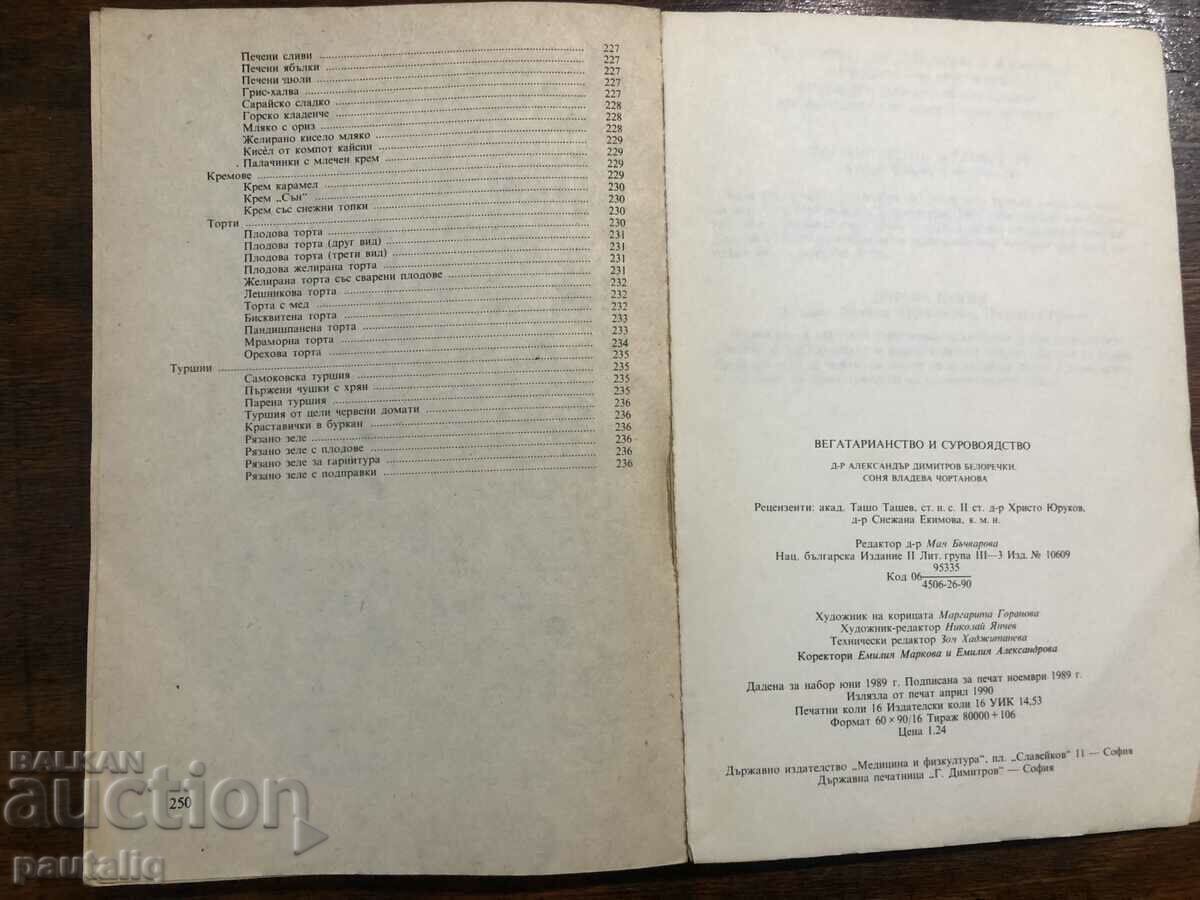 Печени сливи 227
Печени ябълки 227
Печени дюли 227
Грис-халва 227
Сарайско сладко 227
Горско кладенче 228
Мляко с ориз 228
Желирано кисело мляко 228
Кисел от компот кайсии 229
Палачинки с млечен крем 229
Кремове 229
Крем карамел 229
Крем „Сън“ 230
Крем със снежни топки 230
Торти 230
Плодова торта 230
Плодова торта (друг вид) 231
Плодова торта (трети вид) 231
Плодова желирана торта 231
Желирана торта със сварени плодове 231
Лешникова торта 232
Торта с мед 232
Бисквитена торта 232
Пандишпанена торта 233
Мраморна торта 233
Орехова торта 234
Туршии 235
Самоковска туршия 235
Пържени чушки с хрян 235
Парена туршия 235
Туршия от цели червени домати 236
Краставички в буркан 236
Рязано зеле 236
Рязано зеле с плодове 236
Рязано зеле за гарнитура 236
Рязано зеле с подправки 236
250
ВЕГАТАРИАНСТВО И СУРОВОЯДСТВО
Д-Р АЛЕКСАНДЪР ДИМИТРОВ БЕЛОРЕЧКИ,
СОНЯ ВЛАДЕВА ЧОРТАНОВА
Рецензенти: акад. Ташо Ташев, ст. н. с. II ст. д-р Христо Юруков,
д-р Снежана Екимова, к. м. н.
Редактор д-р Мая Бъчварова
Нац. българска Издание II Лит. група III—3 Изд. № 10609
95335
Код 06
4506-26-90
Художник на корицата Маргарита Горанова
Художник-редактор Николай Янчев
Технически редактор Зоя Хаджитанева
Коректори Емилия Маркова и Емилия Александрова
Дадена за набор юни 1989 г. Подписана за печат ноември 1989 г.
Излязла от печат април 1990
Печатни коли 16 Издателски коли 16 УИК 14,53
Формат 60×90/16 Тираж 80000+106
Цена 1.24
Държавно издателство „Медицина и физкултура“, пл. „Славейков“ 11 — София
Държавна печатница „Г. Димитров“ — София
BALKAN
auction
pautaliq